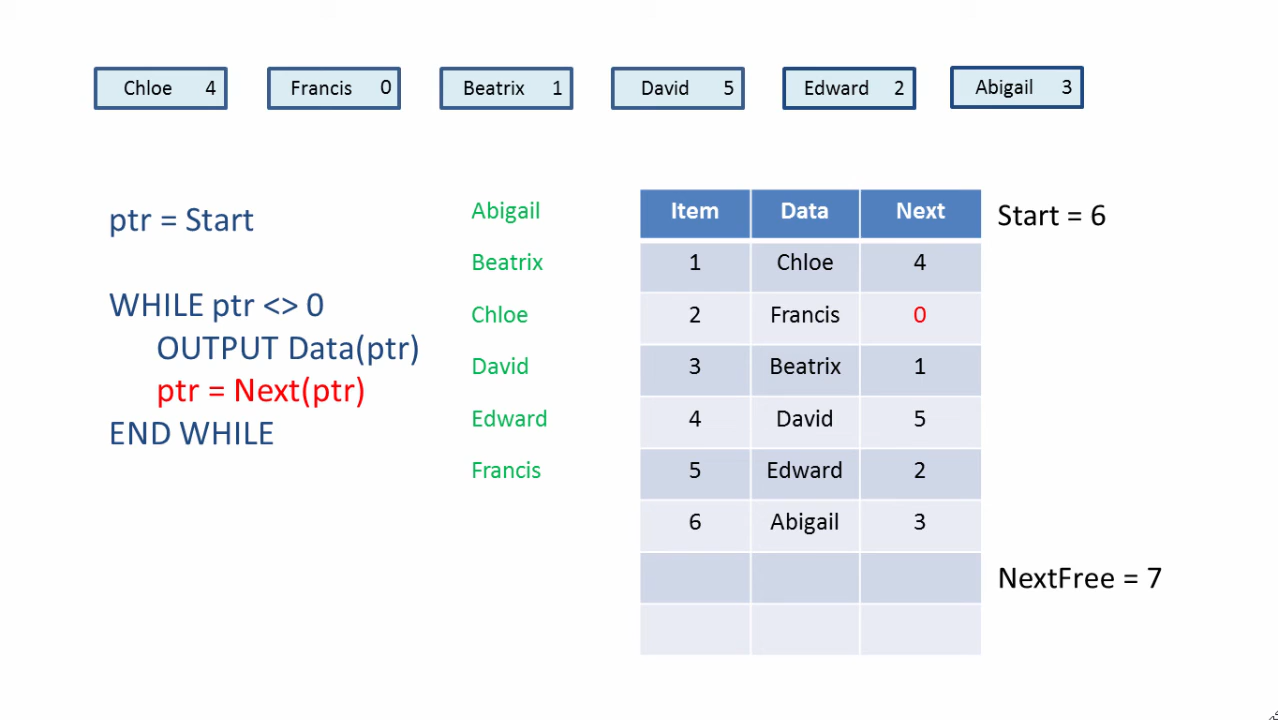 Chloe 4 Francis 0 Beatrix 1 David 5 Edward 2 Abigail 3
ptr = Start
WHILE ptr <> 0
OUTPUT Data(ptr)
ptr = Next(ptr)
END WHILE
Abigail
Beatrix
Chloe
David
Edward
Francis
Item Data Next
1 Chloe 4
2 Francis 0
3 Beatrix 1
4 David 5
5 Edward 2
6 Abigail 3
Start = 6
NextFree = 7